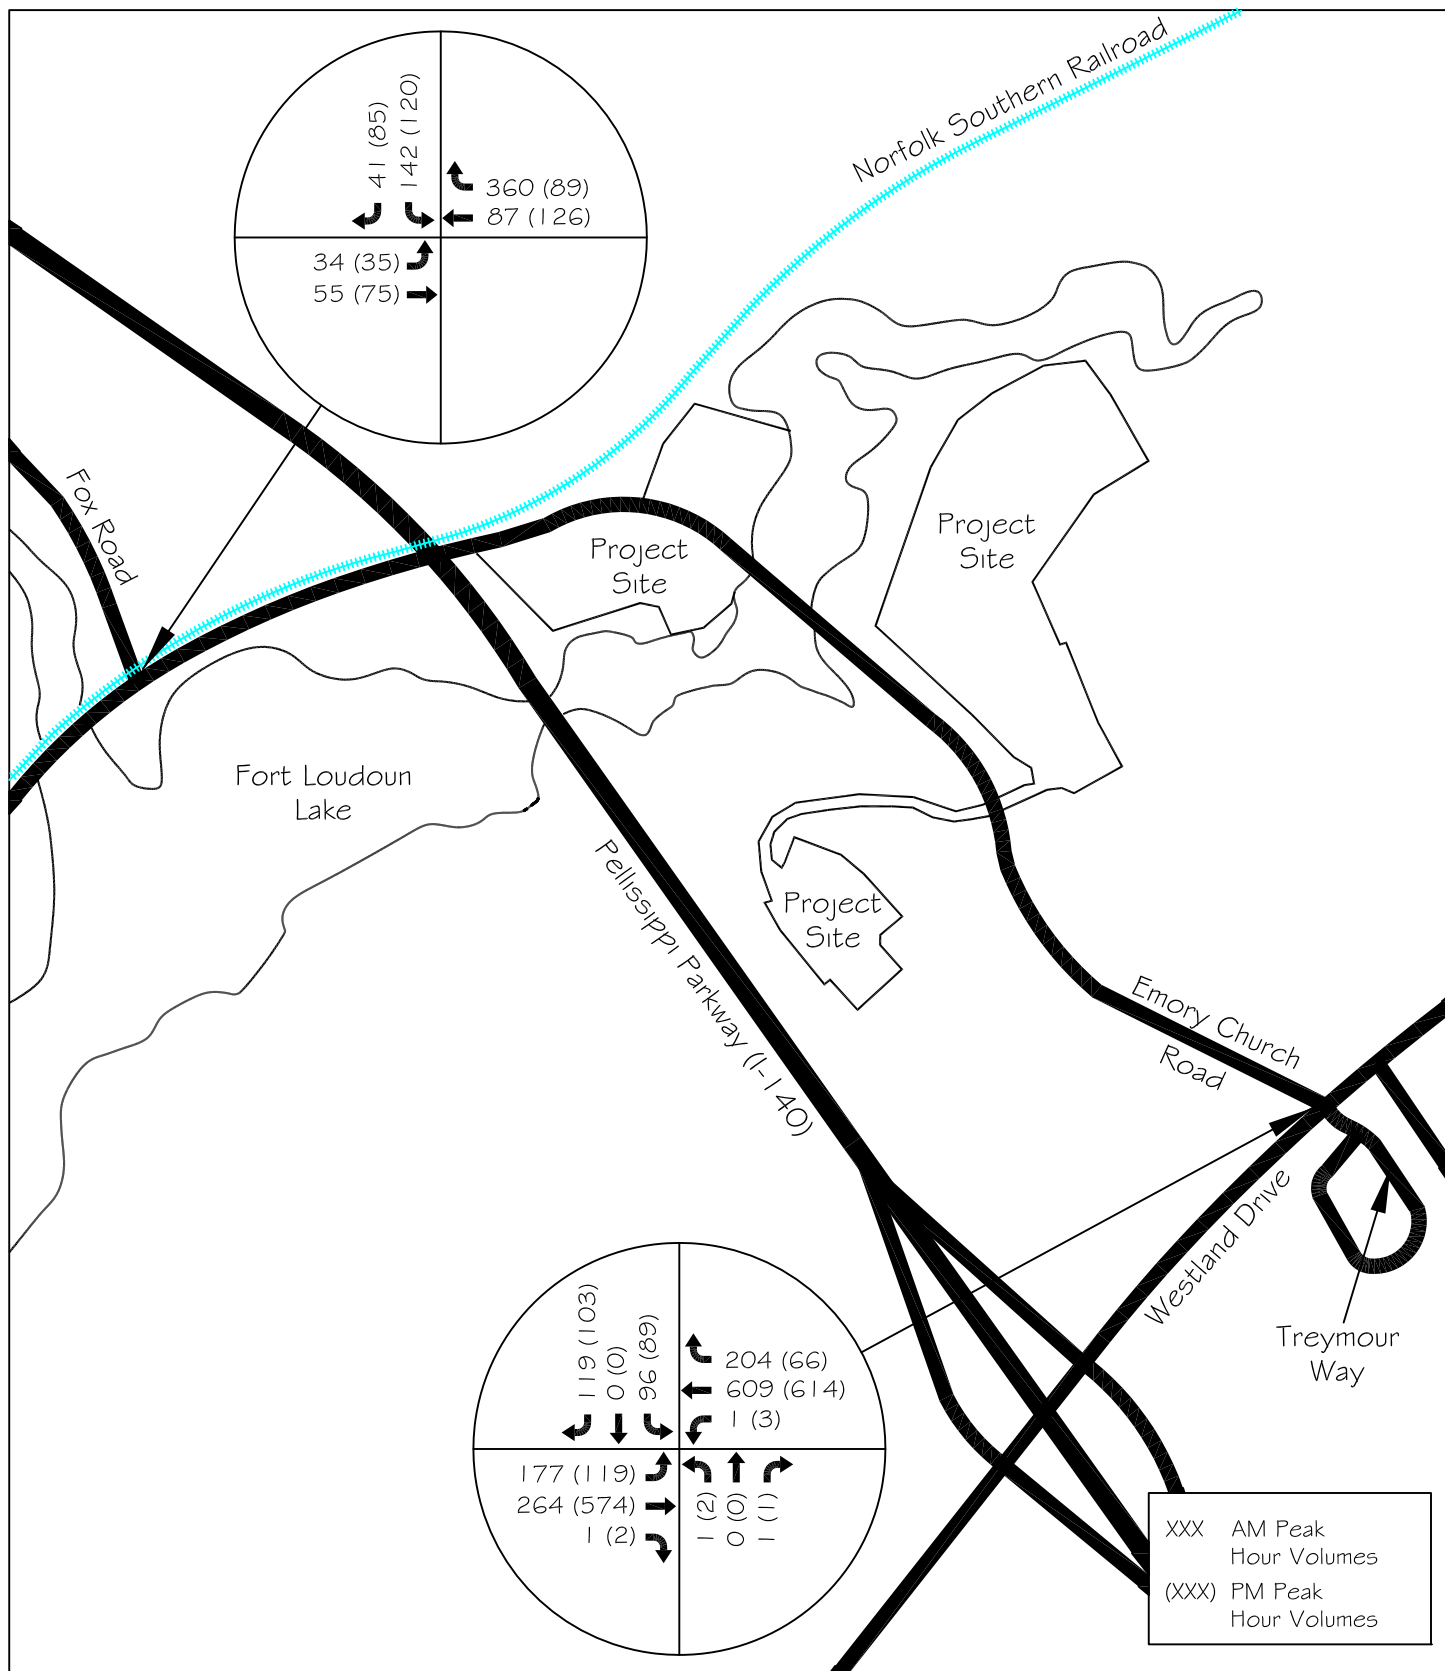 Norfolk Southern Railroad
41 (85)
142 (120)
360 (89)
87 (126)
34 (35)
55 (75)
Fox Road
Project
Site
Project
Site
Fort Loudoun
Lake
Pellissippi Parkway (I-140)
Project
Site
Emory Church
Road
Westland Drive
Treymour
Way
119 (103)
0 (0)
96 (89)
204 (66)
609 (614)
1 (3)
177 (119)
264 (574)
1 (2)
1 (2)
0 (0)
1 (1)
XXX AM Peak
Hour Volumes
(XXX) PM Peak
Hour Volumes